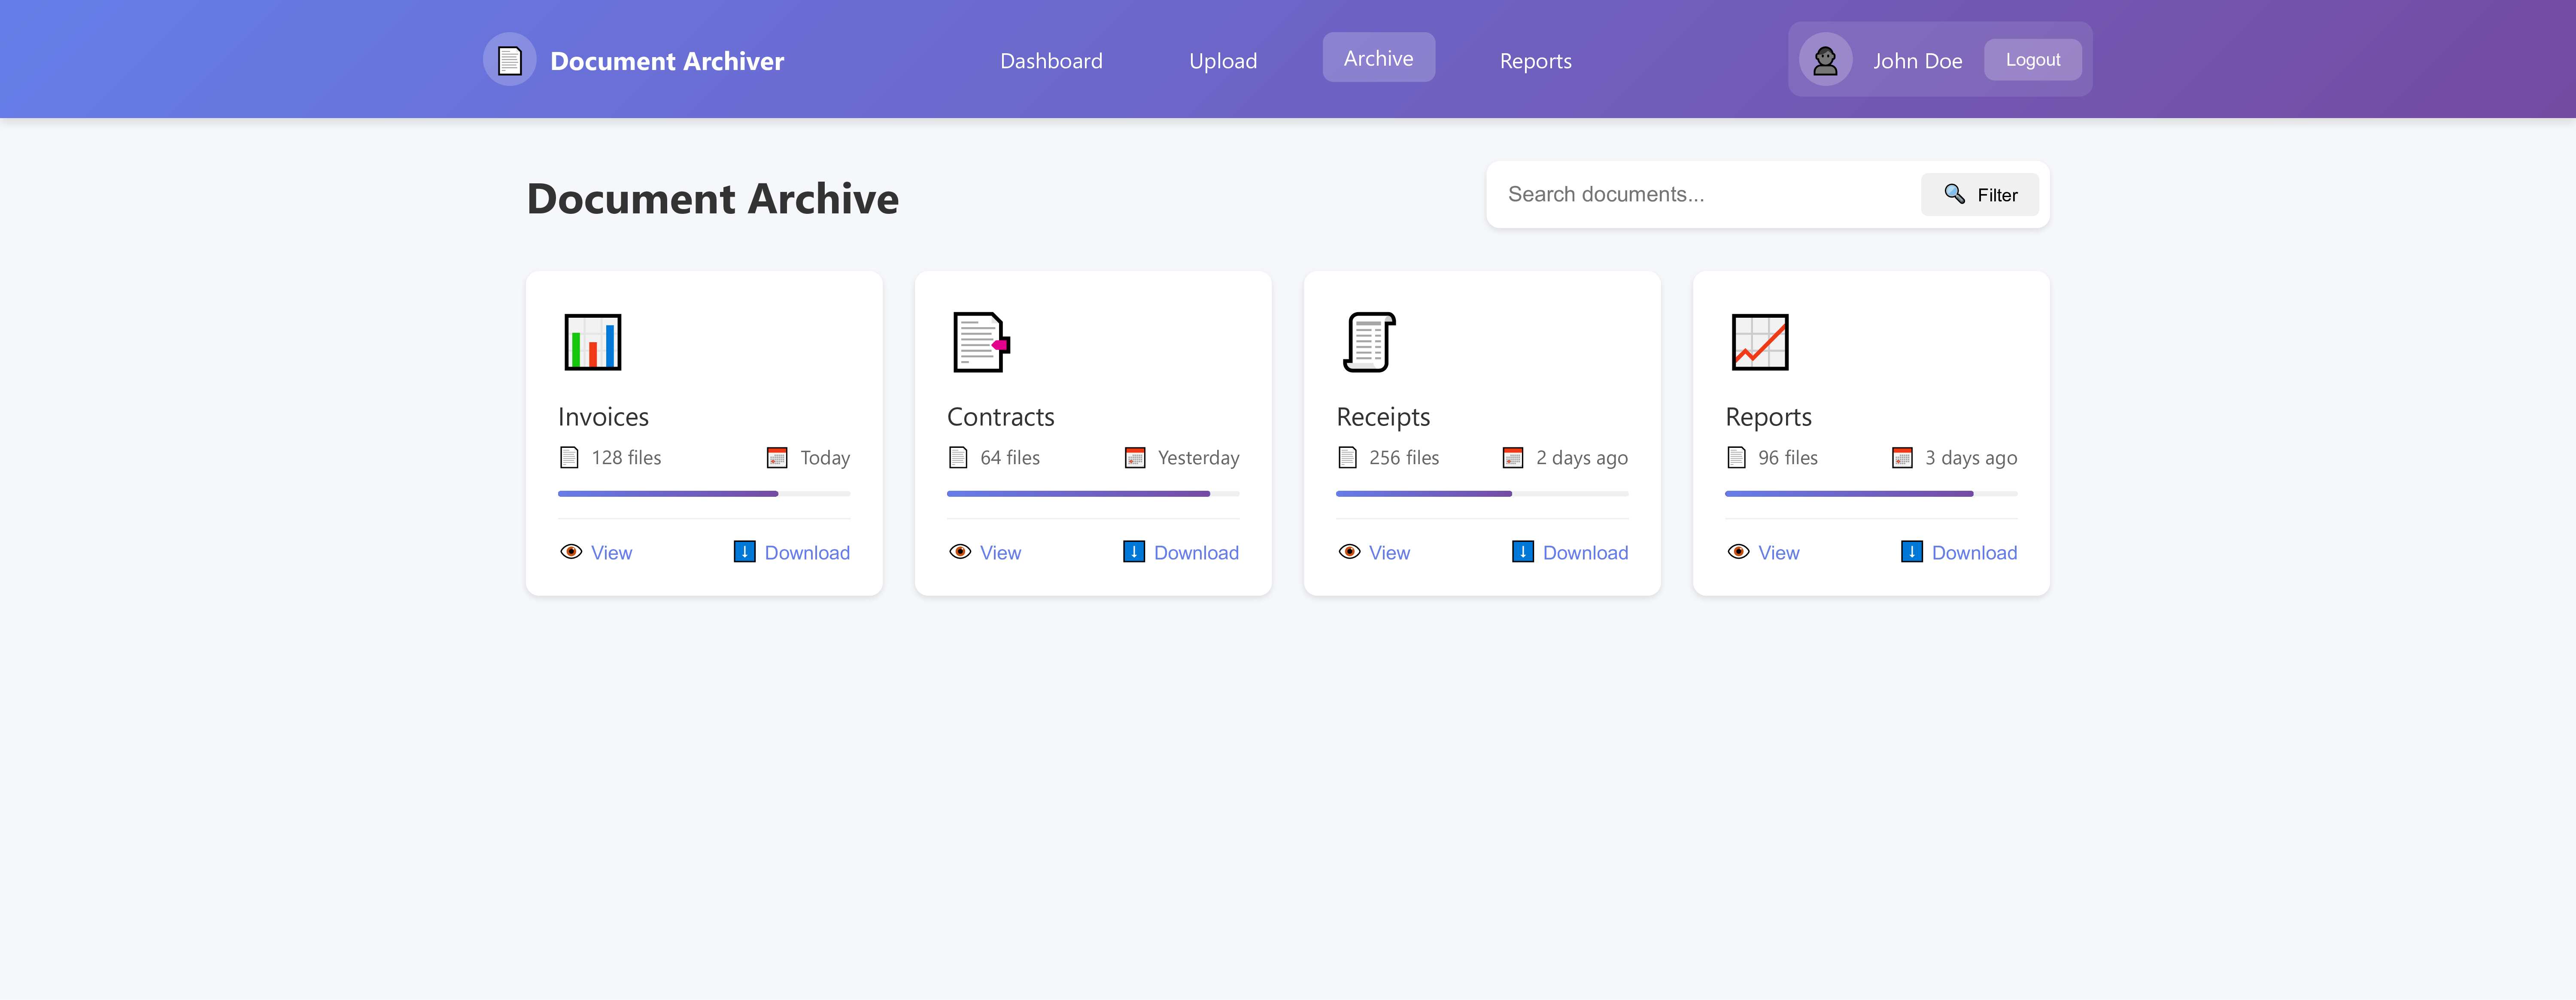 Document Archiver
Dashboard
Upload
Archive
Reports
John Doe
Logout
Document Archive
Search documents...
Filter
Invoices
128 files
Today
View
Download
Contracts
64 files
Yesterday
View
Download
Receipts
256 files
2 days ago
View
Download
Reports
96 files
3 days ago
View
Download